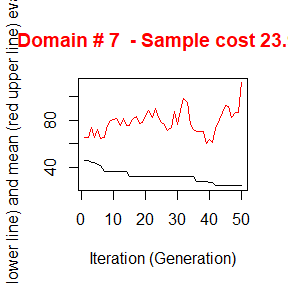 Domain # 7 - Sample cost 23.
lower line) and mean (red upper line) eva
80
40
0 10 20 30 40 50
Iteration (Generation)